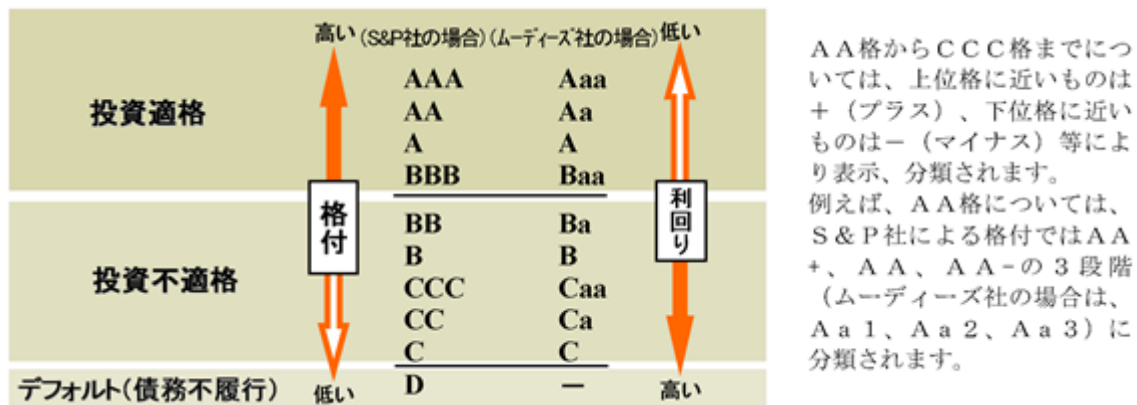 高い (S&P社の場合) (ムーディーズ社の場合) 低い
AAA Aaa
投資適格 AA Aa
A A
BBB Baa
格付 利回り
BB Ba
B B
投資不適格 CCC Caa
CC Ca
C C
デフォルト(債務不履行) 低い D － 高い
ＡＡ格からＣＣＣ格までにつ
いては、上位格に近いものは
＋（プラス）、下位格に近い
ものは－（マイナス）等によ
り表示、分類されます。
例えば、ＡＡ格については、
Ｓ＆Ｐ社による格付ではＡＡ
+、ＡＡ、ＡＡ-の３段階
（ムーディーズ社の場合は、
Ａａ１、Ａａ２、Ａａ３）に
分類されます。